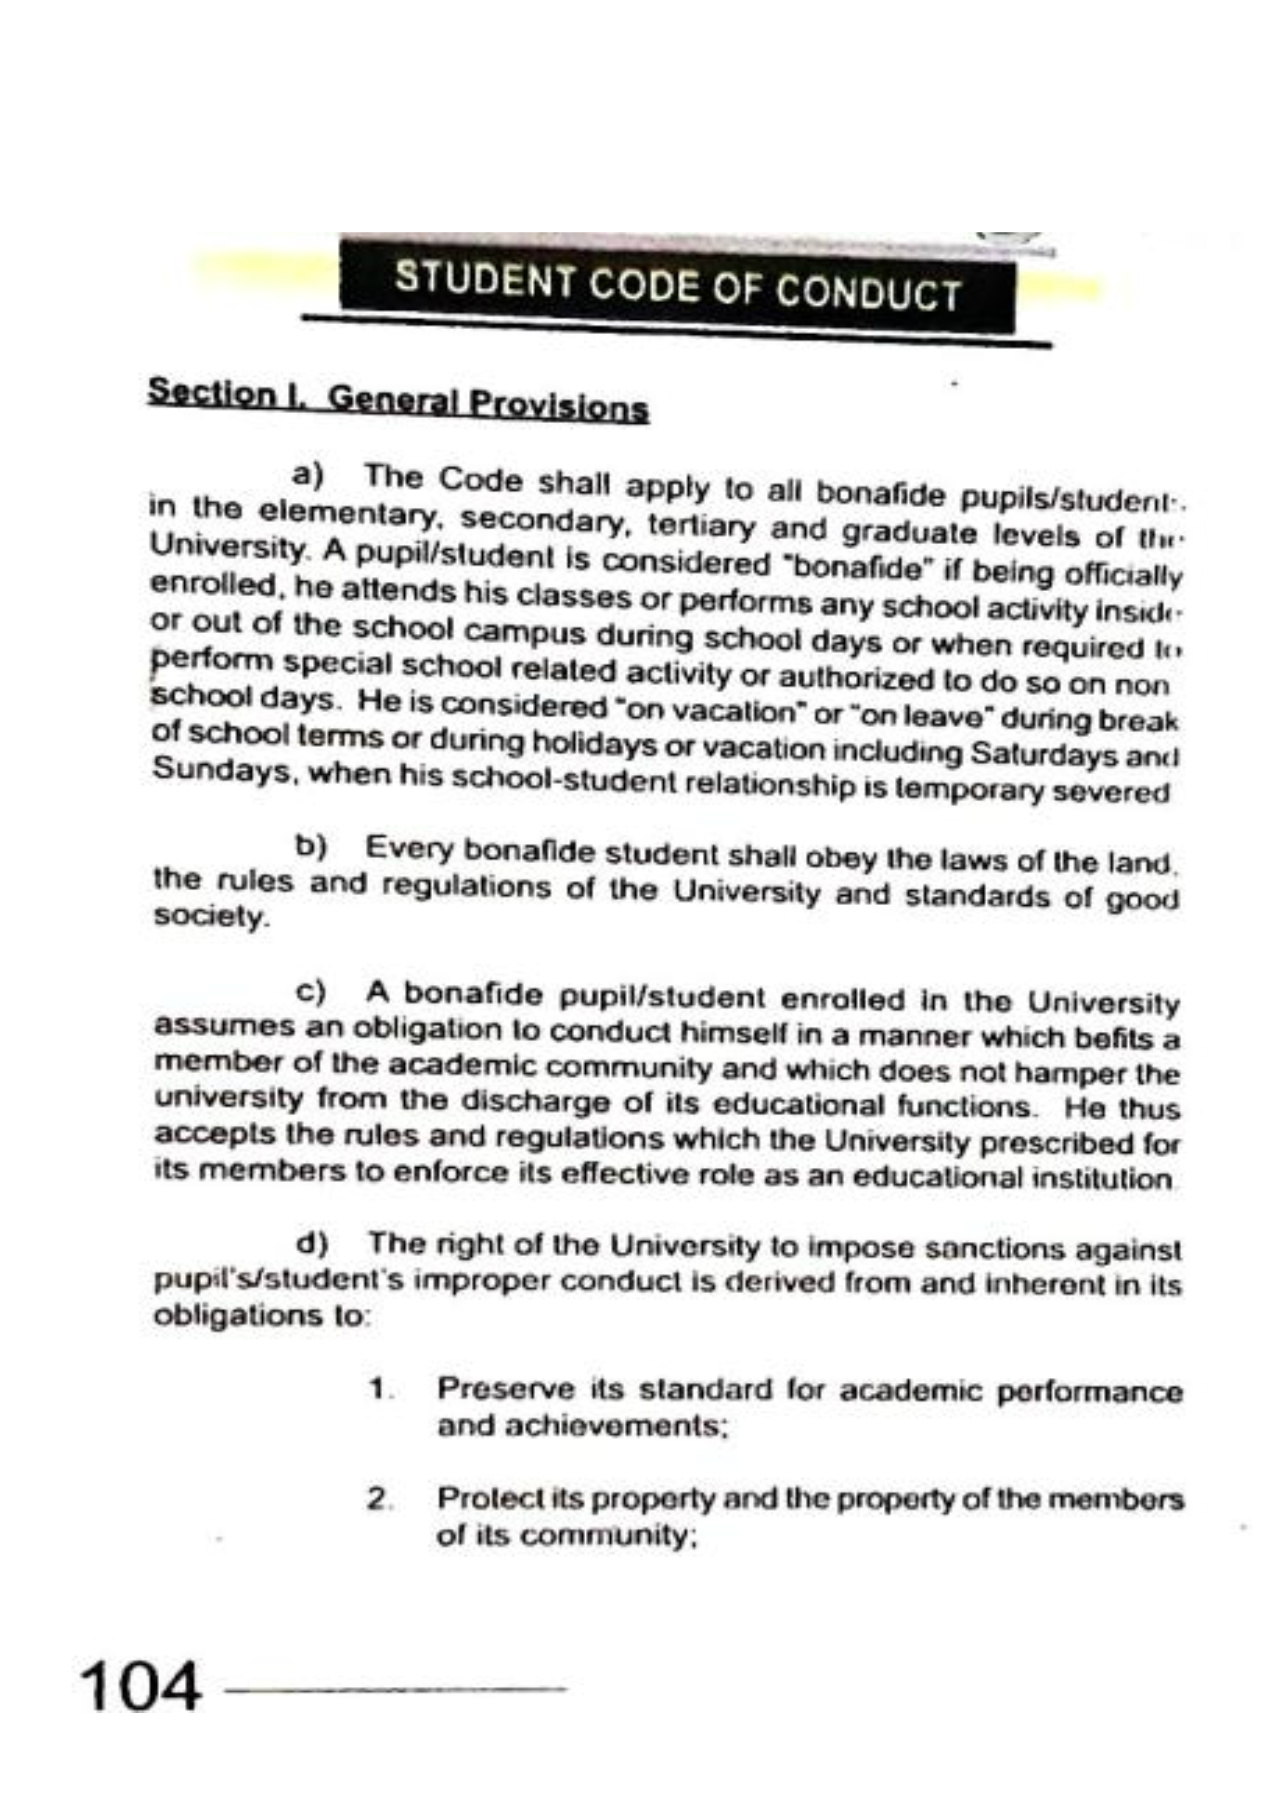 STUDENT CODE OF CONDUCT
Section I. General Provisions
a) The Code shall apply to all bonafide pupils/students
in the elementary, secondary, tertiary and graduate levels of the
University. A pupil/student is considered "bonafide" if being officially
enrolled, he attends his classes or performs any school activity inside
or out of the school campus during school days or when required to
perform special school related activity or authorized to do so on non
school days. He is considered "on vacation" or "on leave" during break
of school terms or during holidays or vacation including Saturdays and
Sundays, when his school-student relationship is temporary severed
b) Every bonafide student shall obey the laws of the land,
the rules and regulations of the University and standards of good
society.
c) A bonafide pupil/student enrolled in the University
assumes an obligation to conduct himself in a manner which befits a
member of the academic community and which does not hamper the
university from the discharge of its educational functions. He thus
accepts the rules and regulations which the University prescribed for
its members to enforce its effective role as an educational institution
d) The right of the University to impose sanctions against
pupil's/student's improper conduct is derived from and inherent in its
obligations to:
1. Preserve its standard for academic performance
and achievements;
2. Protect its property and the property of the members
of its community;
104